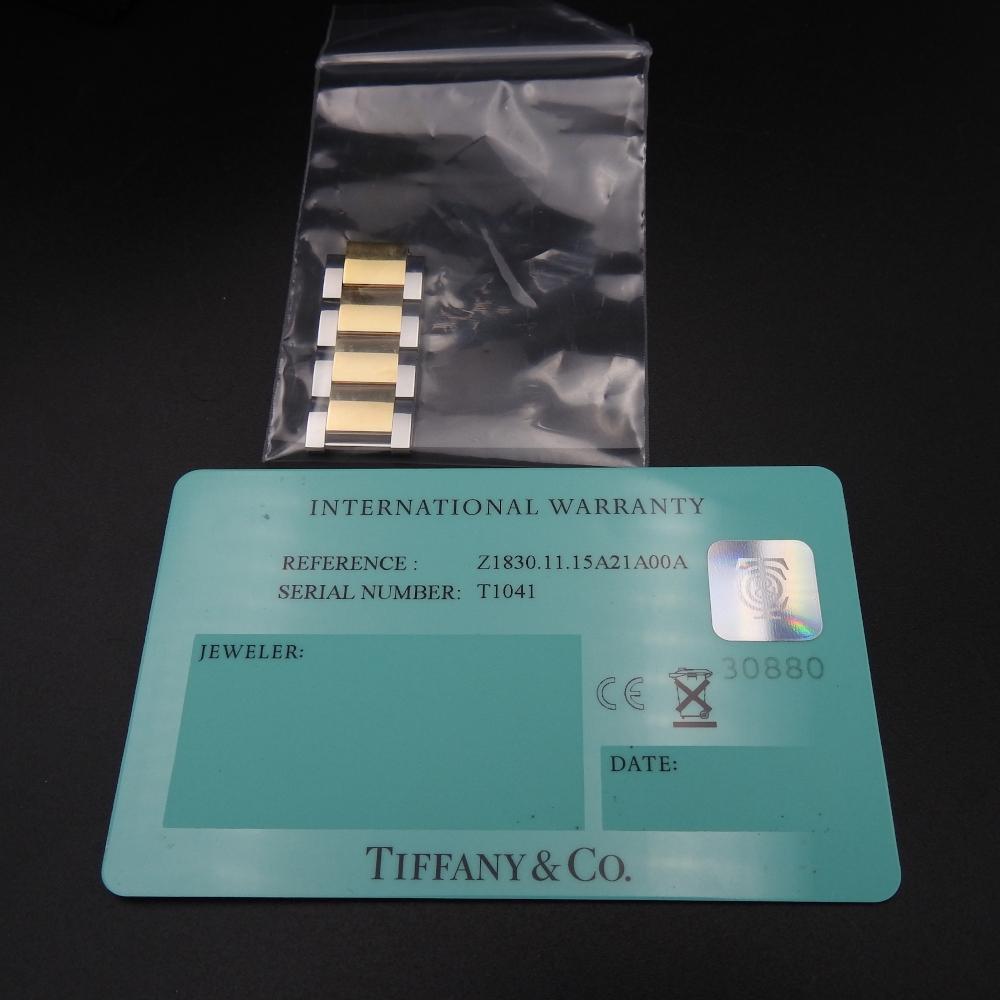 INTERNATIONAL WARRANTY
REFERENCE : Z1830.11.15A21A00A
SERIAL NUMBER: T1041
JEWELER:
30880
CE
DATE:
TIFFANY & CO.